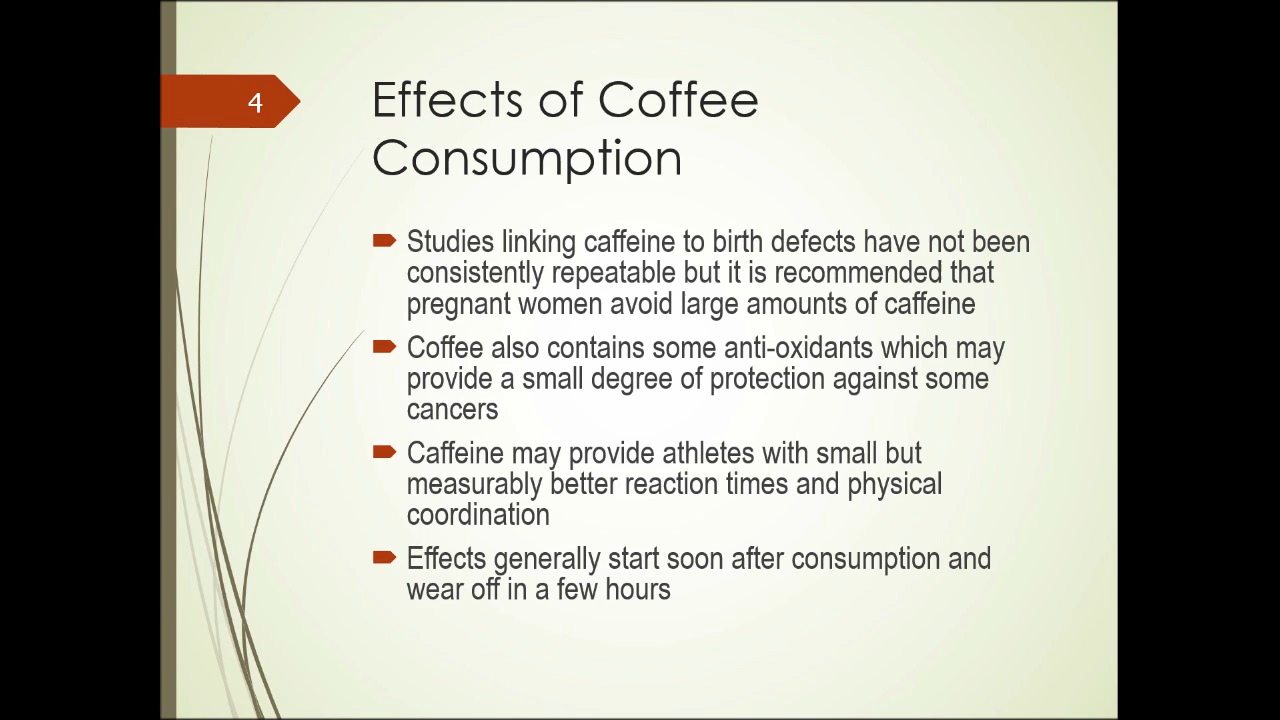 4
Effects of Coffee
Consumption
Studies linking caffeine to birth defects have not been
consistently repeatable but it is recommended that
pregnant women avoid large amounts of caffeine
Coffee also contains some anti-oxidants which may
provide a small degree of protection against some
cancers
Caffeine may provide athletes with small but
measurably better reaction times and physical
coordination
Effects generally start soon after consumption and
wear off in a few hours